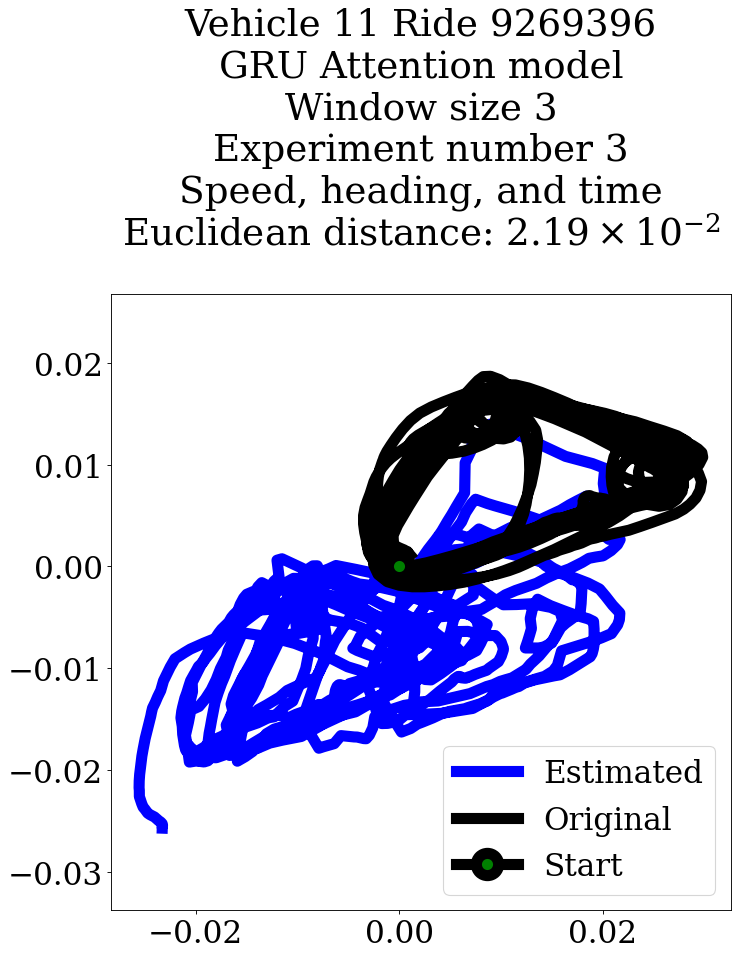 Vehicle 11 Ride 9269396
GRU Attention model
Window size 3
Experiment number 3
Speed, heading, and time
Euclidean distance: 2.19 × 10⁻²
0.02
0.01
0.00
−0.01
−0.02
−0.03
−0.02 0.00 0.02
Estimated
Original
Start